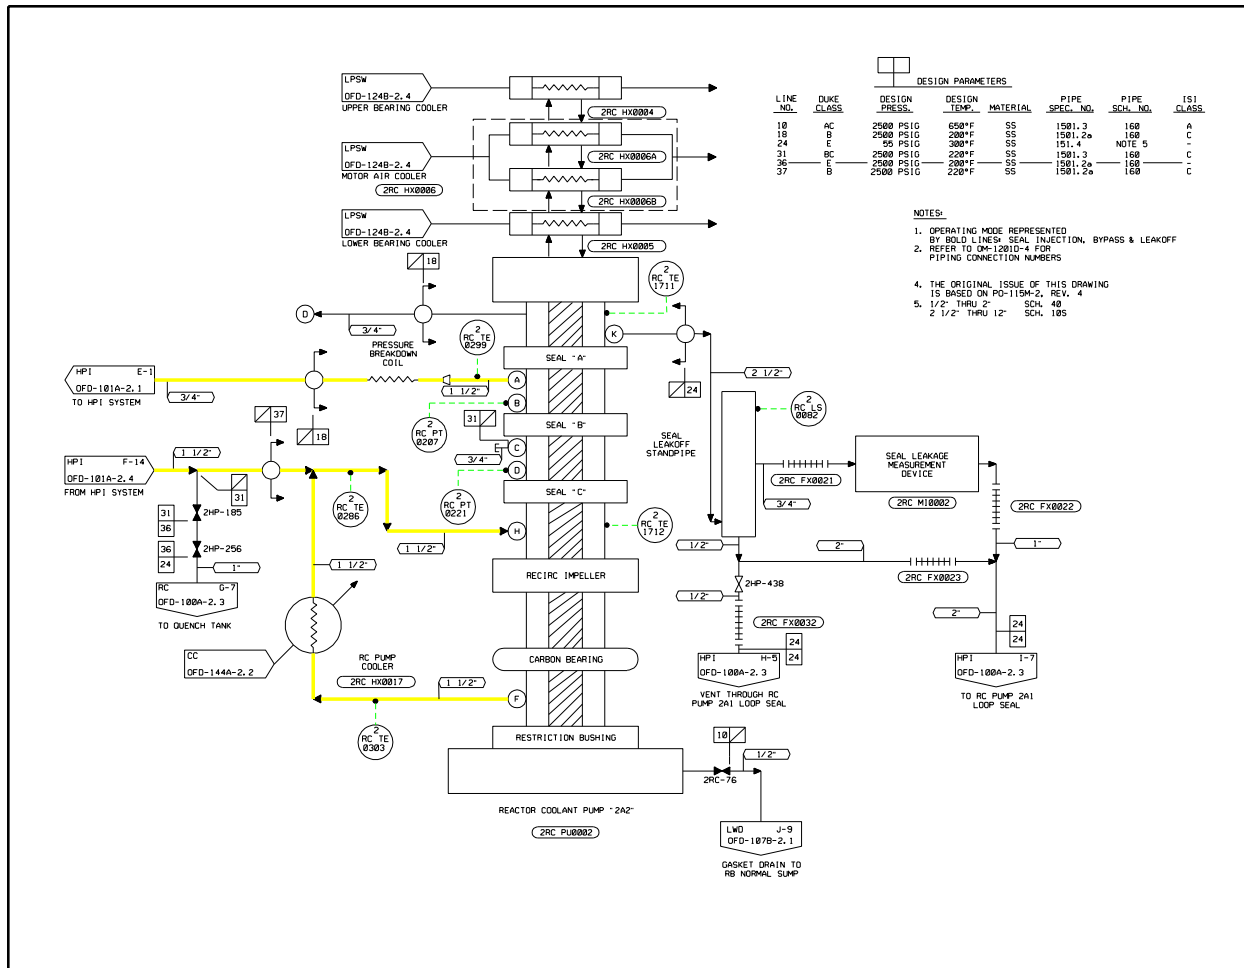 LPSW
OFD-124B-2.4
UPPER BEARING COOLER
2RC HX0004
LPSW
OFD-124B-2.4
MOTOR AIR COOLER
2RC HX0006
2RC HX0006A
2RC HX0006B
LPSW
OFD-124B-2.4
LOWER BEARING COOLER
2RC HX0005
DESIGN PARAMETERS
LINE NO. DUKE CLASS DESIGN PRESS. DESIGN TEMP. MATERIAL PIPE SPEC. NO. PIPE SCH. NO. ISI CLASS
10 AC 2500 PSIG 650°F SS 1501.3 160 A
18 B 2500 PSIG 200°F SS 1501.2a 160 C
24 E 55 PSIG 300°F SS 151.4 NOTE 5 -
31 BC 2500 PSIG 220°F SS 1501.3 160 C
36 E 2500 PSIG 200°F SS 1501.2a 160 -
37 B 2500 PSIG 220°F SS 1501.2a 160 C
NOTES:
1. OPERATING MODE REPRESENTED
BY BOLD LINES: SEAL INJECTION, BYPASS & LEAKOFF
2. REFER TO OM-1201D-4 FOR
PIPING CONNECTION NUMBERS
4. THE ORIGINAL ISSUE OF THIS DRAWING
IS BASED ON PO-115M-2, REV. 4
5. 1/2" THRU 2" SCH. 40
2 1/2" THRU 12" SCH. 10S
18
D
3/4"
2
RC TE
1711
K
24
2 1/2"
2
RC TE
0299
PRESSURE
BREAKDOWN
COIL
SEAL "A"
HPI E-1
OFD-101A-2.1
TO HPI SYSTEM
3/4"
1 1/2"
A
B
37
18
2
RC PT
0207
31
SEAL "B"
C
3/4"
D
SEAL "C"
2
RC LS
0082
SEAL
LEAKOFF
STANDPIPE
SEAL LEAKAGE
MEASUREMENT
DEVICE
2RC FX0021
2RC MI0002
3/4"
2RC FX0022
HPI F-14
OFD-101A-2.4
FROM HPI SYSTEM
1 1/2"
31
2HP-185
31
36
2HP-256
36
24
1"
RC G-7
OFD-100A-2.3
TO QUENCH TANK
2
RC TE
0286
2
RC PT
0221
H
1 1/2"
2
RC TE
1712
1/2"
2"
1"
2RC FX0023
2HP-438
1/2"
2RC FX0032
24
24
HPI H-5
OFD-100A-2.3
VENT THROUGH RC
PUMP 2A1 LOOP SEAL
2"
24
24
HPI I-7
OFD-100A-2.3
TO RC PUMP 2A1
LOOP SEAL
RECIRC IMPELLER
1 1/2"
CARBON BEARING
CC
OFD-144A-2.2
RC PUMP
COOLER
2RC HX0017
1 1/2"
F
2
RC TE
0303
RESTRICTION BUSHING
10
1/2"
2RC-76
REACTOR COOLANT PUMP "2A2"
2RC PU0002
LWD J-9
OFD-107B-2.1
GASKET DRAIN TO
RB NORMAL SUMP